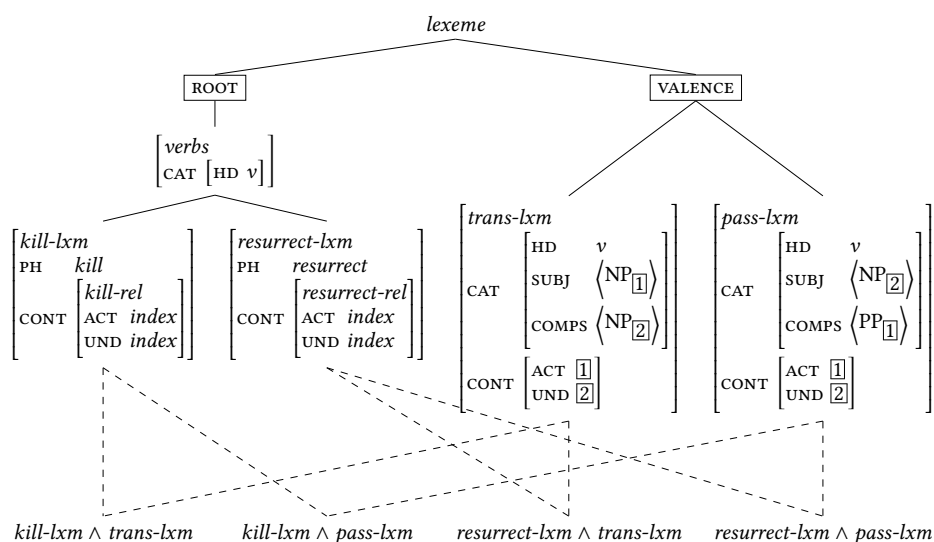 lexeme
ROOT VALENCE
verbs
CAT [HD v]
kill-lxm
PH kill
CONT [kill-rel
ACT index
UND index]
resurrect-lxm
PH resurrect
CONT [resurrect-rel
ACT index
UND index]
trans-lxm
CAT [HD v
SUBJ ⟨NP1⟩
COMPS ⟨NP2⟩]
CONT [ACT 1
UND 2]
pass-lxm
CAT [HD v
SUBJ ⟨NP2⟩
COMPS ⟨PP1⟩]
CONT [ACT 1
UND 2]
kill-lxm ∧ trans-lxm kill-lxm ∧ pass-lxm resurrect-lxm ∧ trans-lxm resurrect-lxm ∧ pass-lxm